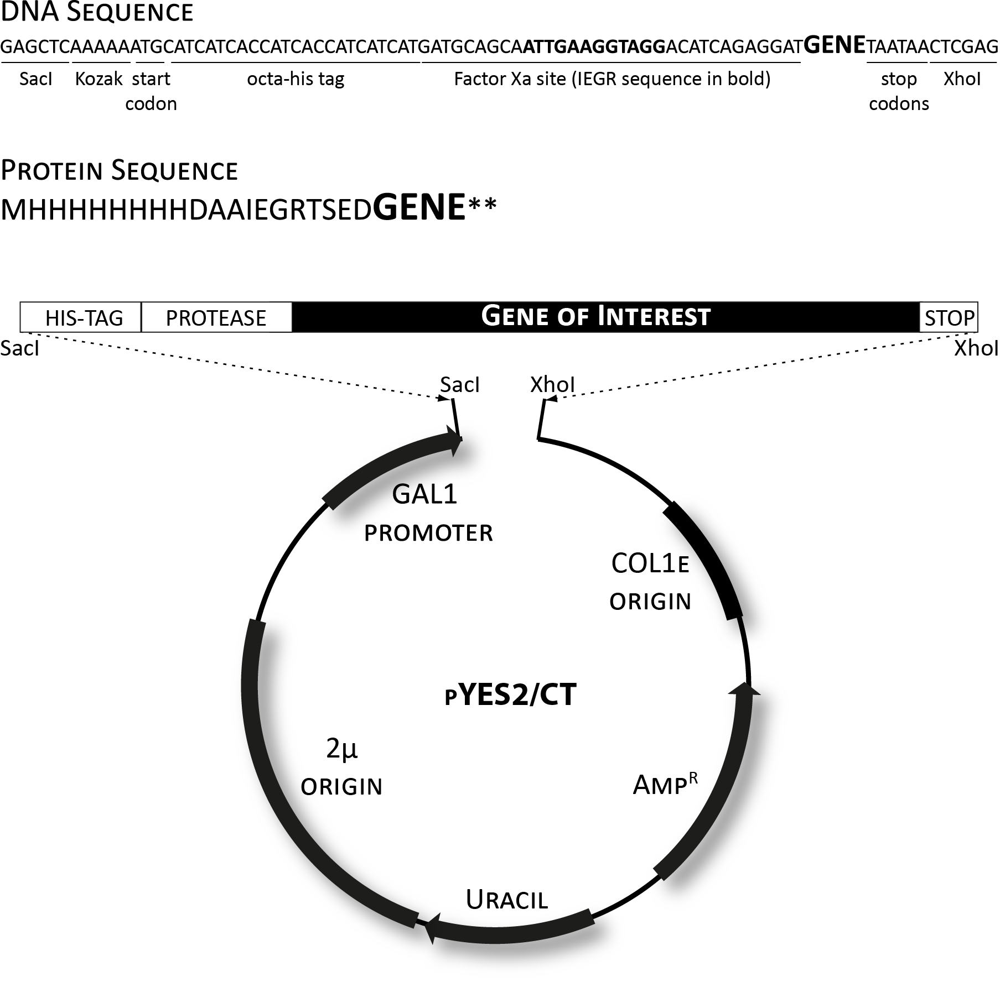 DNA SEQUENCE
GAGCTCAAAAAATGCATCATCACCATCACCATCATCATGATGCAGCAATTGAAGGTAGGACATCAGAGGATGENETAATAACTCGAG
SacI Kozak start octa-his tag Factor Xa site (IEGR sequence in bold) stop XhoI
codon codons
PROTEIN SEQUENCE
MHHHHHHHHDAAIEGRTSEDGENE**
HIS-TAG PROTEASE GENE OF INTEREST STOP
SacI XhoI
SacI XhoI
GAL1
PROMOTER
COL1E
ORIGIN
pYES2/CT
2μ
ORIGIN
AMPR
URACIL